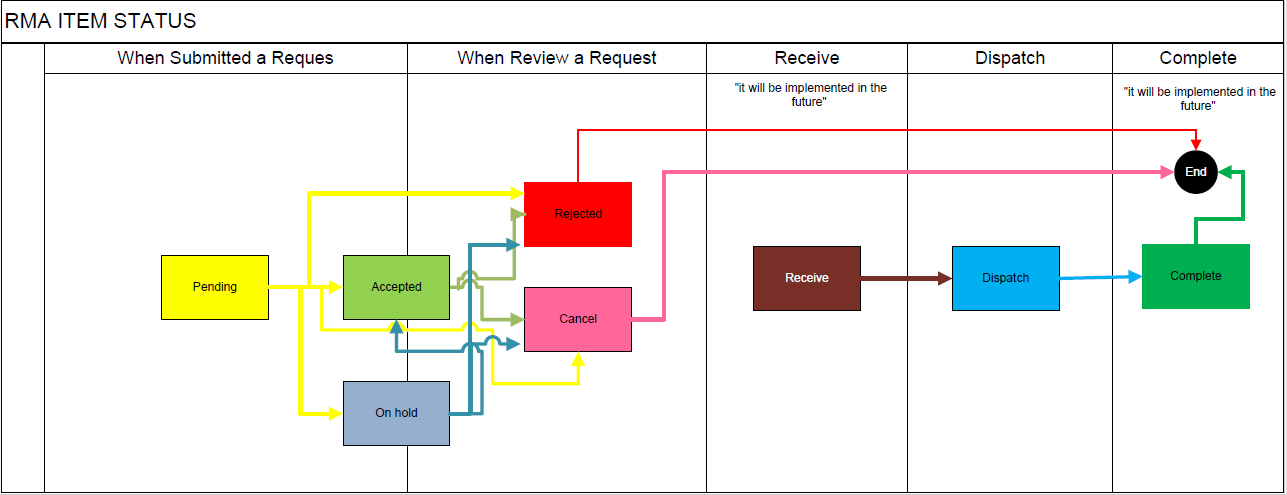 RMA ITEM STATUS
When Submitted a Reques
When Review a Request
Receive
Dispatch
Complete
"it will be implemented in the
future"
"it will be implemented in the
future"
End
Rejected
Pending
Accepted
Receive
Dispatch
Complete
Cancel
On hold